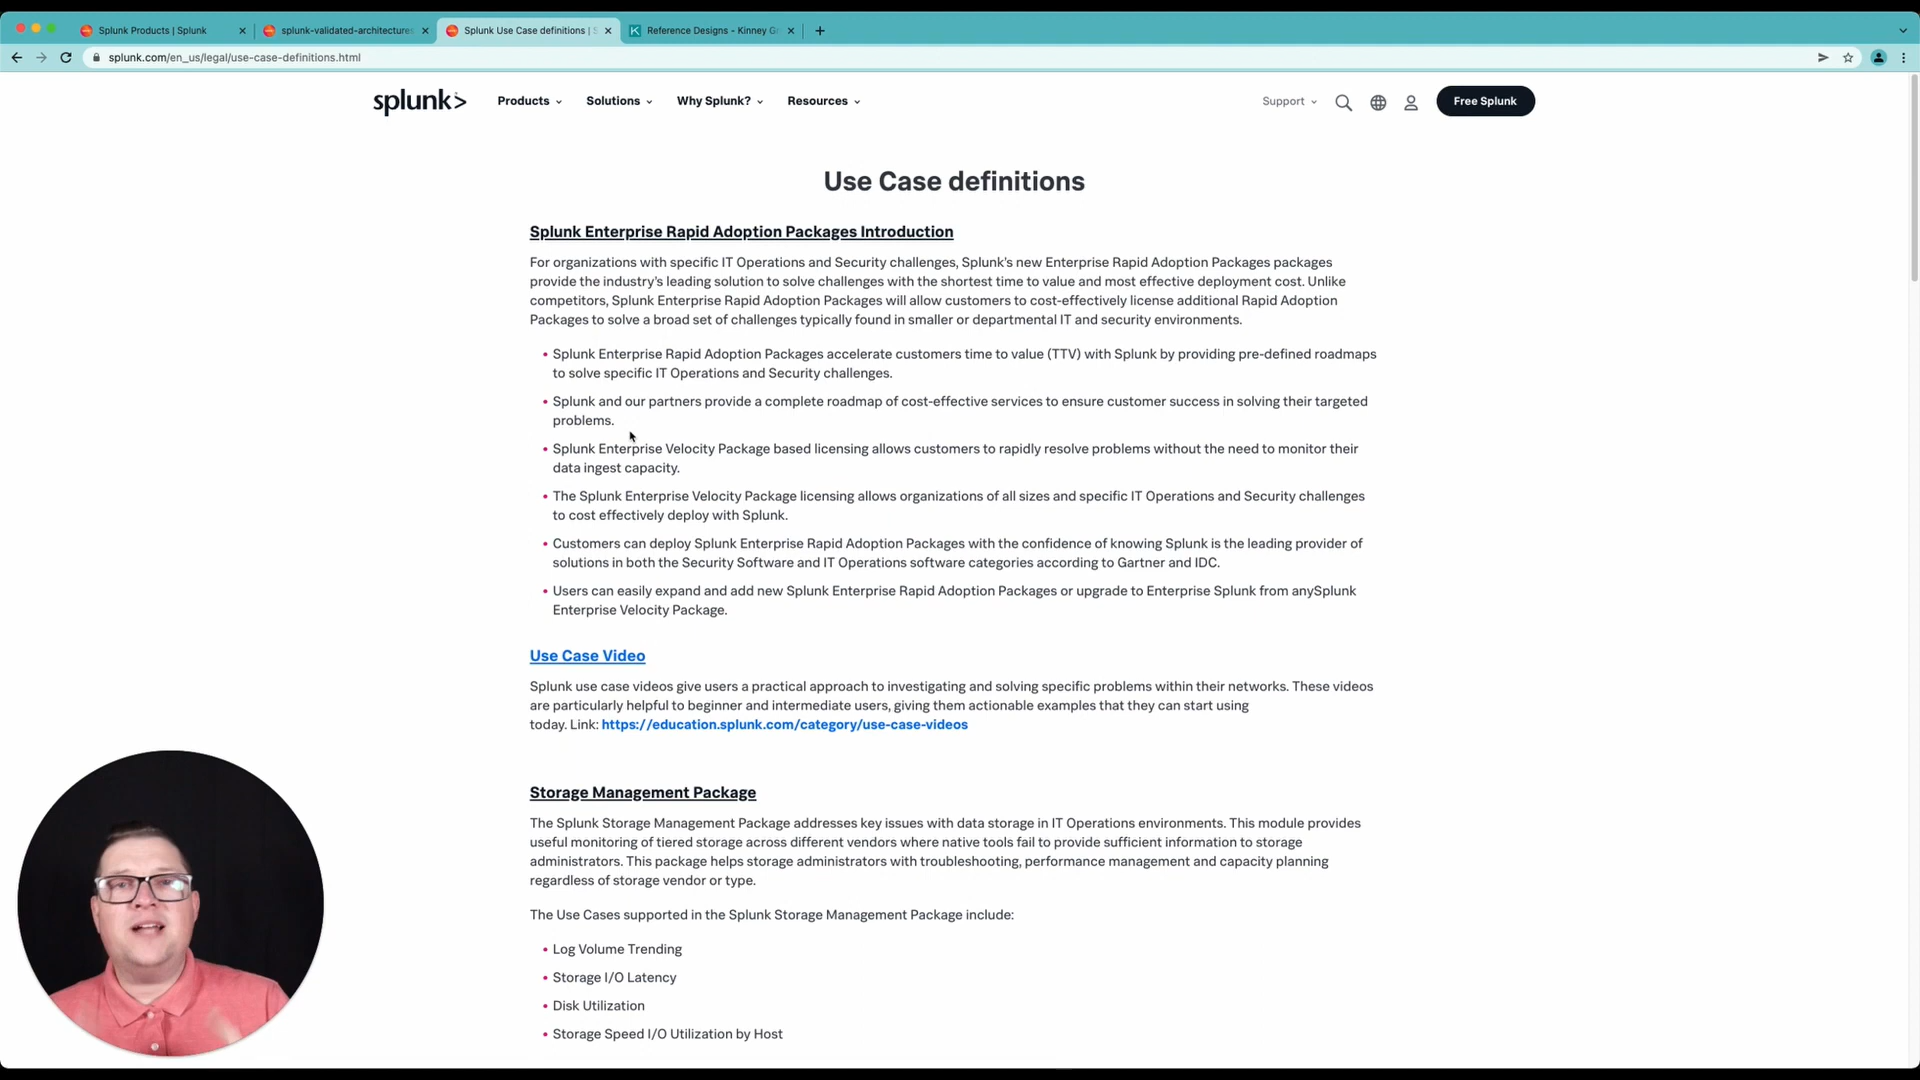 Splunk Products | Splunk
splunk-validated-architectures
Splunk Use Case definitions | S
Reference Designs - Kinney G
splunk.com/en_us/legal/use-case-definitions.html
splunk>
Products
Solutions
Why Splunk?
Resources
Support
Free Splunk
Use Case definitions
Splunk Enterprise Rapid Adoption Packages Introduction
For organizations with specific IT Operations and Security challenges, Splunk's new Enterprise Rapid Adoption Packages packages
provide the industry's leading solution to solve challenges with the shortest time to value and most effective deployment cost. Unlike
competitors, Splunk Enterprise Rapid Adoption Packages will allow customers to cost-effectively license additional Rapid Adoption
Packages to solve a broad set of challenges typically found in smaller or departmental IT and security environments.
• Splunk Enterprise Rapid Adoption Packages accelerate customers time to value (TTV) with Splunk by providing pre-defined roadmaps
to solve specific IT Operations and Security challenges.
• Splunk and our partners provide a complete roadmap of cost-effective services to ensure customer success in solving their targeted
problems.
• Splunk Enterprise Velocity Package based licensing allows customers to rapidly resolve problems without the need to monitor their
data ingest capacity.
• The Splunk Enterprise Velocity Package licensing allows organizations of all sizes and specific IT Operations and Security challenges
to cost effectively deploy with Splunk.
• Customers can deploy Splunk Enterprise Rapid Adoption Packages with the confidence of knowing Splunk is the leading provider of
solutions in both the Security Software and IT Operations software categories according to Gartner and IDC.
• Users can easily expand and add new Splunk Enterprise Rapid Adoption Packages or upgrade to Enterprise Splunk from anySplunk
Enterprise Velocity Package.
Use Case Video
Splunk use case videos give users a practical approach to investigating and solving specific problems within their networks. These videos
are particularly helpful to beginner and intermediate users, giving them actionable examples that they can start using
today. Link: https://education.splunk.com/category/use-case-videos
Storage Management Package
The Splunk Storage Management Package addresses key issues with data storage in IT Operations environments. This module provides
useful monitoring of tiered storage across different vendors where native tools fail to provide sufficient information to storage
administrators. This package helps storage administrators with troubleshooting, performance management and capacity planning
regardless of storage vendor or type.
The Use Cases supported in the Splunk Storage Management Package include:
• Log Volume Trending
• Storage I/O Latency
• Disk Utilization
• Storage Speed I/O Utilization by Host